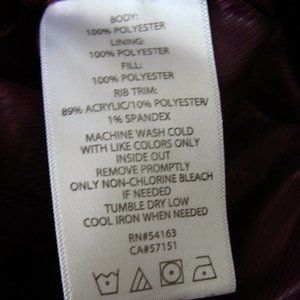 BODY:
100% POLYESTER
LINING:
100% POLYESTER
FILL:
100% POLYESTER
RIB TRIM:
89% ACRYLIC/10% POLYESTER/
1% SPANDEX
MACHINE WASH COLD
WITH LIKE COLORS ONLY
INSIDE OUT
REMOVE PROMPTLY
ONLY NON-CHLORINE BLEACH
IF NEEDED
TUMBLE DRY LOW
COOL IRON WHEN NEEDED
RN#54163
CA#57151